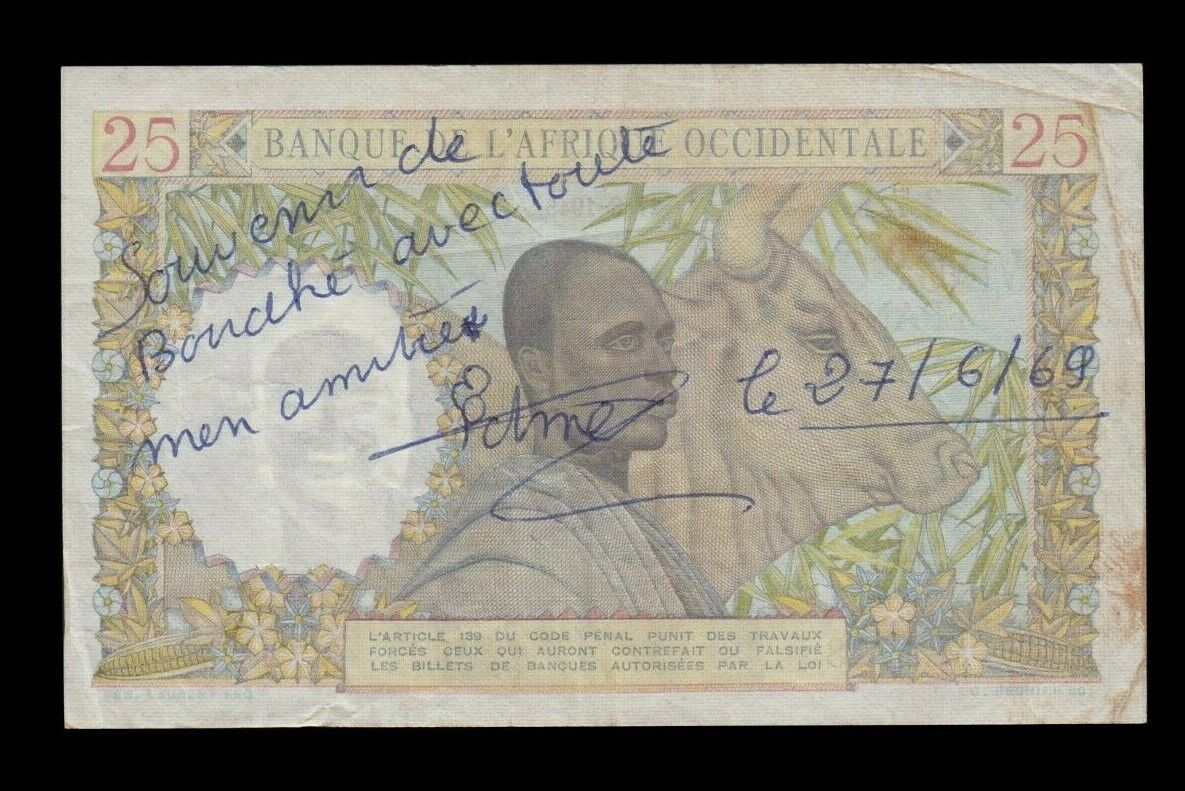 25 BANQUE DE L'AFRIQUE OCCIDENTALE 25
Souvenir de
Bouaké avec toute
mon amitié
Edme
le 27/6/69
L'ARTICLE 139 DU CODE PÉNAL PUNIT DES TRAVAUX
FORCÉS CEUX QUI AURONT CONTREFAIT OU FALSIFIÉ
LES BILLETS DE BANQUES AUTORISÉES PAR LA LOI